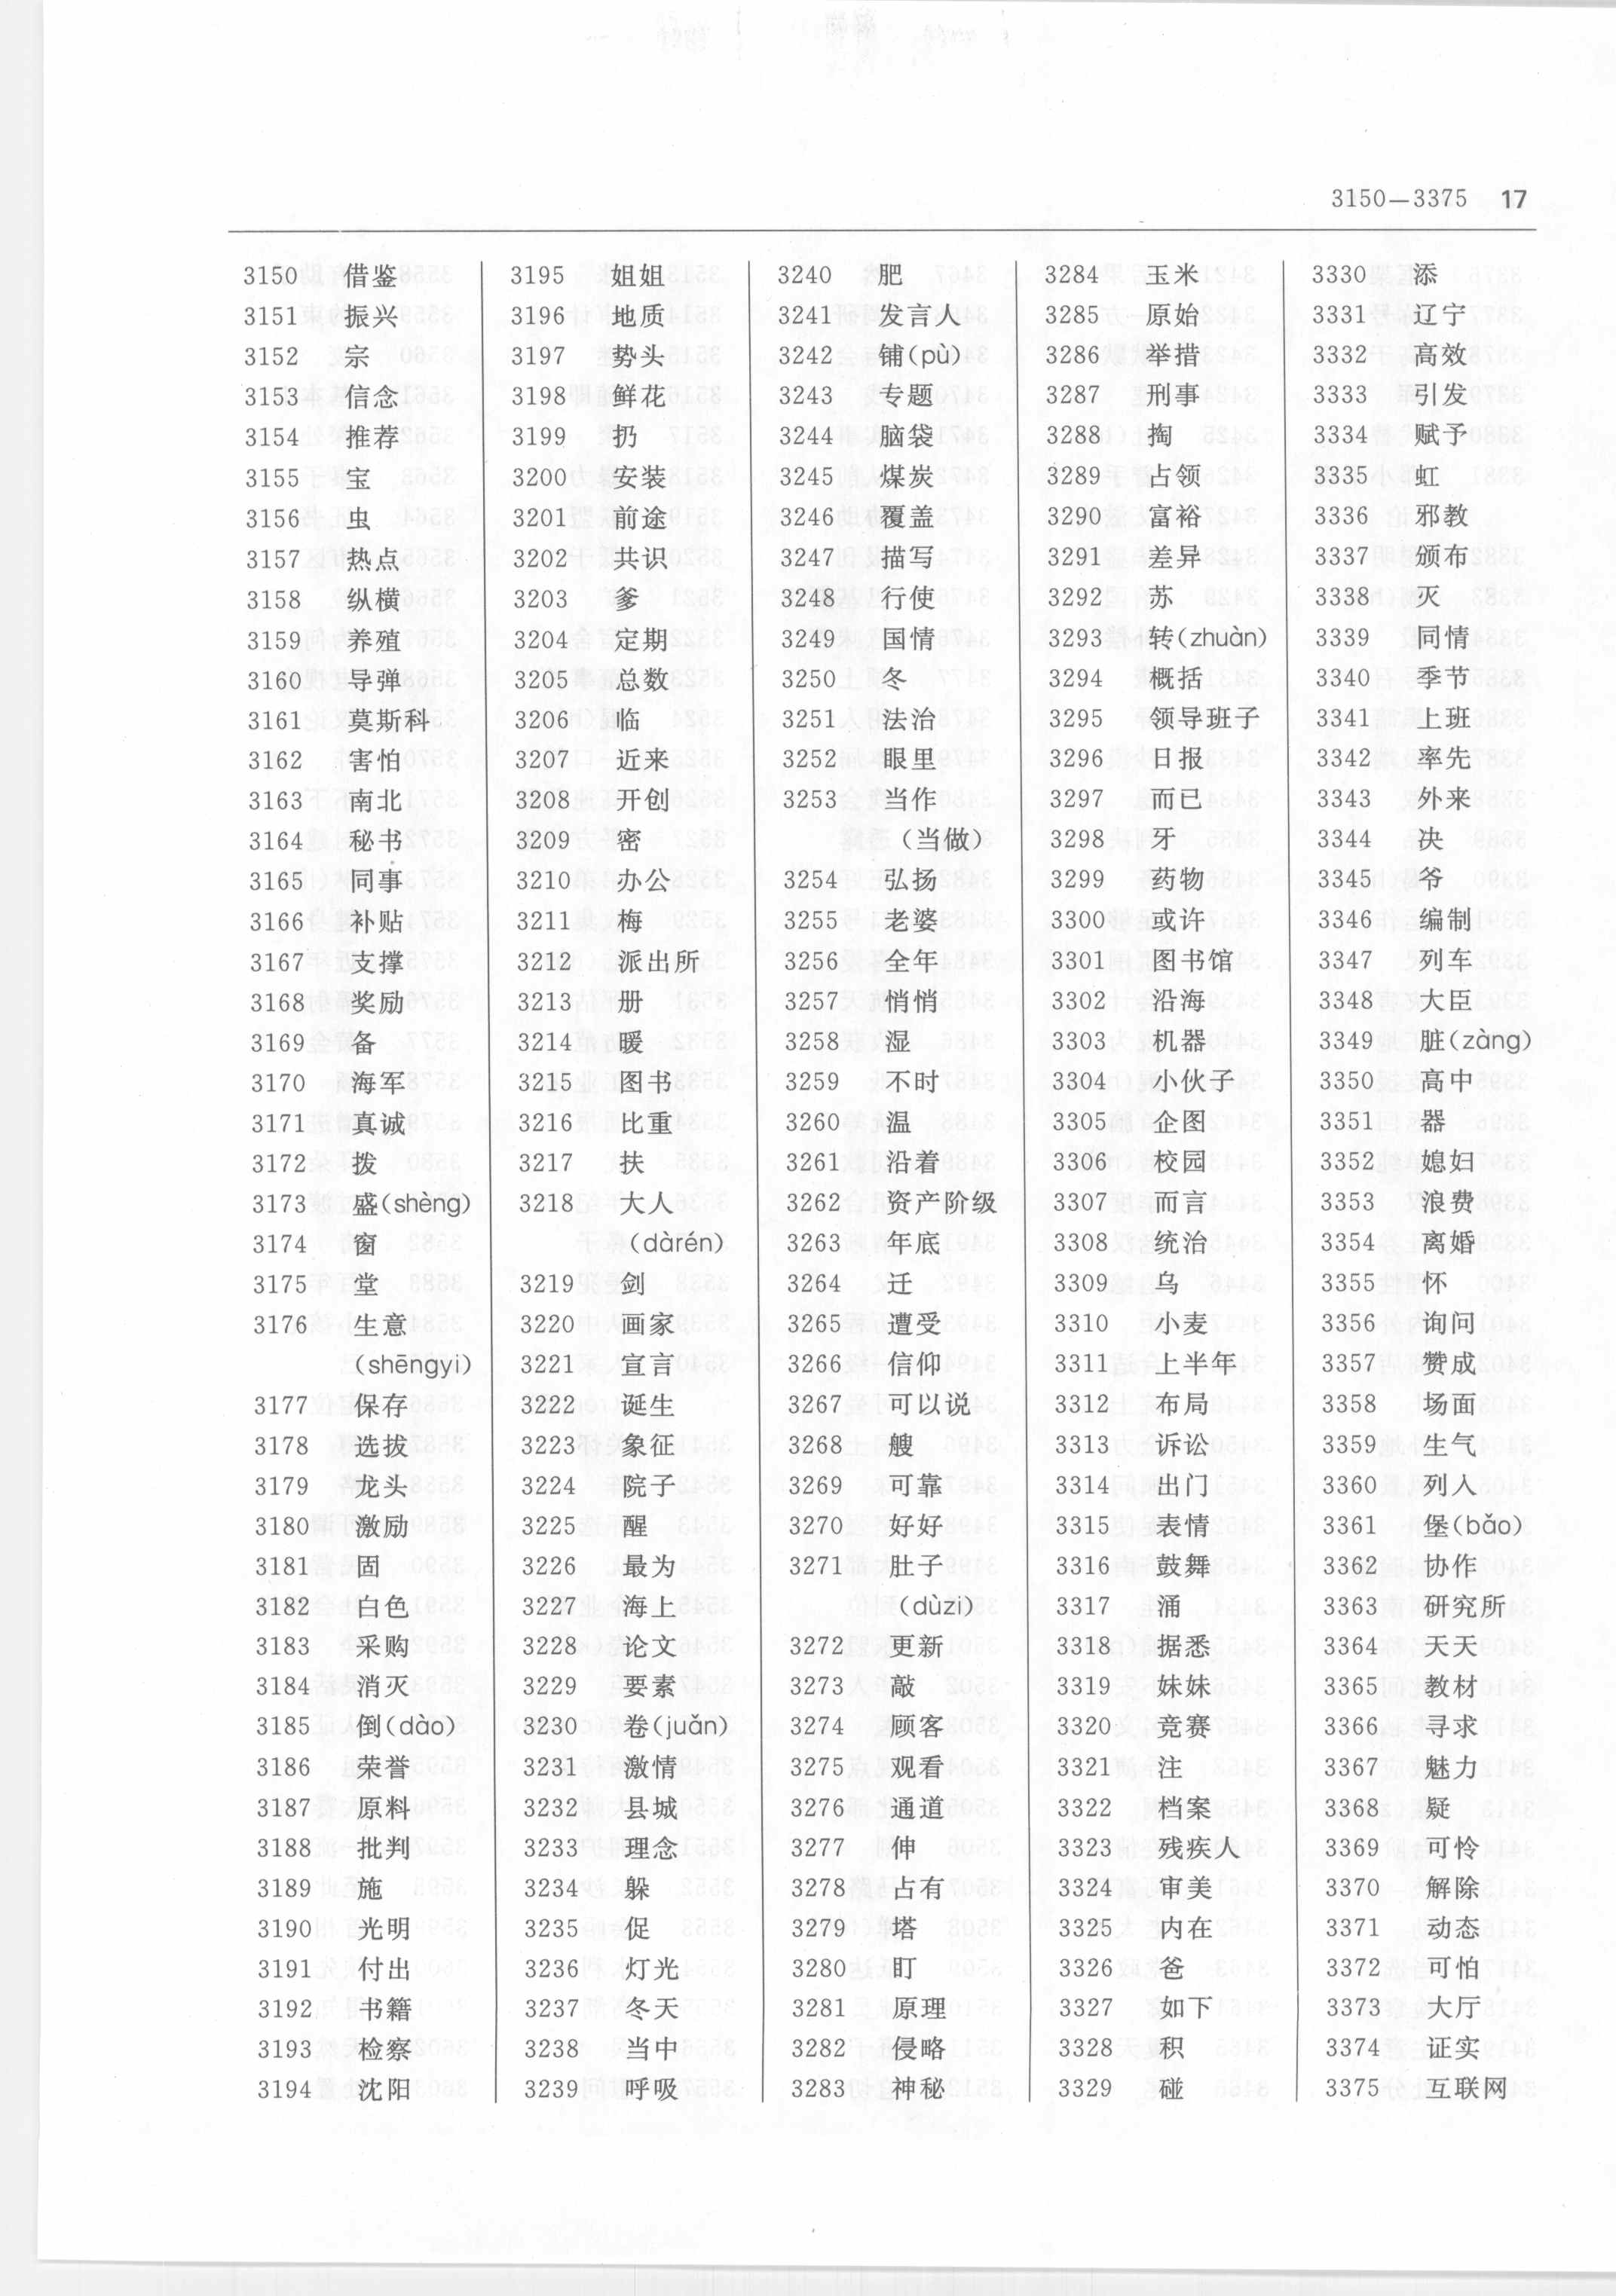 3150—3375 17
3150 借鉴
3151 振兴
3152 宗
3153 信念
3154 推荐
3155 宝
3156 虫
3157 热点
3158 纵横
3159 养殖
3160 导弹
3161 莫斯科
3162 害怕
3163 南北
3164 秘书
3165 同事
3166 补贴
3167 支撑
3168 奖励
3169 备
3170 海军
3171 真诚
3172 拨
3173 盛(shèng)
3174 窗
3175 堂
3176 生意
(shēngyi)
3177 保存
3178 选拔
3179 龙头
3180 激励
3181 固
3182 白色
3183 采购
3184 消灭
3185 倒(dào)
3186 荣誉
3187 原料
3188 批判
3189 施
3190 光明
3191 付出
3192 书籍
3193 检察
3194 沈阳
3195 姐姐
3196 地质
3197 势头
3198 鲜花
3199 扔
3200 安装
3201 前途
3202 共识
3203 爹
3204 定期
3205 总数
3206 临
3207 近来
3208 开创
3209 密
3210 办公
3211 梅
3212 派出所
3213 册
3214 暖
3215 图书
3216 比重
3217 扶
3218 大人
(dàrén)
3219 剑
3220 画家
3221 宣言
3222 诞生
3223 象征
3224 院子
3225 醒
3226 最为
3227 海上
3228 论文
3229 要素
3230 卷(juǎn)
3231 激情
3232 县城
3233 理念
3234 躲
3235 促
3236 灯光
3237 冬天
3238 当中
3239 呼吸
3240 肥
3241 发言人
3242 铺(pù)
3243 专题
3244 脑袋
3245 煤炭
3246 覆盖
3247 描写
3248 行使
3249 国情
3250 冬
3251 法治
3252 眼里
3253 当作
(当做)
3254 弘扬
3255 老婆
3256 全年
3257 悄悄
3258 湿
3259 不时
3260 温
3261 沿着
3262 资产阶级
3263 年底
3264 迁
3265 遭受
3266 信仰
3267 可以说
3268 艘
3269 可靠
3270 好好
3271 肚子
(dùzi)
3272 更新
3273 敲
3274 顾客
3275 观看
3276 通道
3277 伸
3278 占有
3279 塔
3280 盯
3281 原理
3282 侵略
3283 神秘
3284 玉米
3285 原始
3286 举措
3287 刑事
3288 掏
3289 占领
3290 富裕
3291 差异
3292 苏
3293 转(zhuàn)
3294 概括
3295 领导班子
3296 日报
3297 而已
3298 牙
3299 药物
3300 或许
3301 图书馆
3302 沿海
3303 机器
3304 小伙子
3305 企图
3306 校园
3307 而言
3308 统治
3309 乌
3310 小麦
3311 上半年
3312 布局
3313 诉讼
3314 出门
3315 表情
3316 鼓舞
3317 涌
3318 据悉
3319 妹妹
3320 竞赛
3321 注
3322 档案
3323 残疾人
3324 审美
3325 内在
3326 爸
3327 如下
3328 积
3329 碰
3330 添
3331 辽宁
3332 高效
3333 引发
3334 赋予
3335 虹
3336 邪教
3337 颁布
3338 灭
3339 同情
3340 季节
3341 上班
3342 率先
3343 外来
3344 决
3345 爷
3346 编制
3347 列车
3348 大臣
3349 脏(zàng)
3350 高中
3351 器
3352 媳妇
3353 浪费
3354 离婚
3355 怀
3356 询问
3357 赞成
3358 场面
3359 生气
3360 列人
3361 堡(bǎo)
3362 协作
3363 研究所
3364 天天
3365 教材
3366 寻求
3367 魅力
3368 疑
3369 可怜
3370 解除
3371 动态
3372 可怕
3373 大厅
3374 证实
3375 互联网